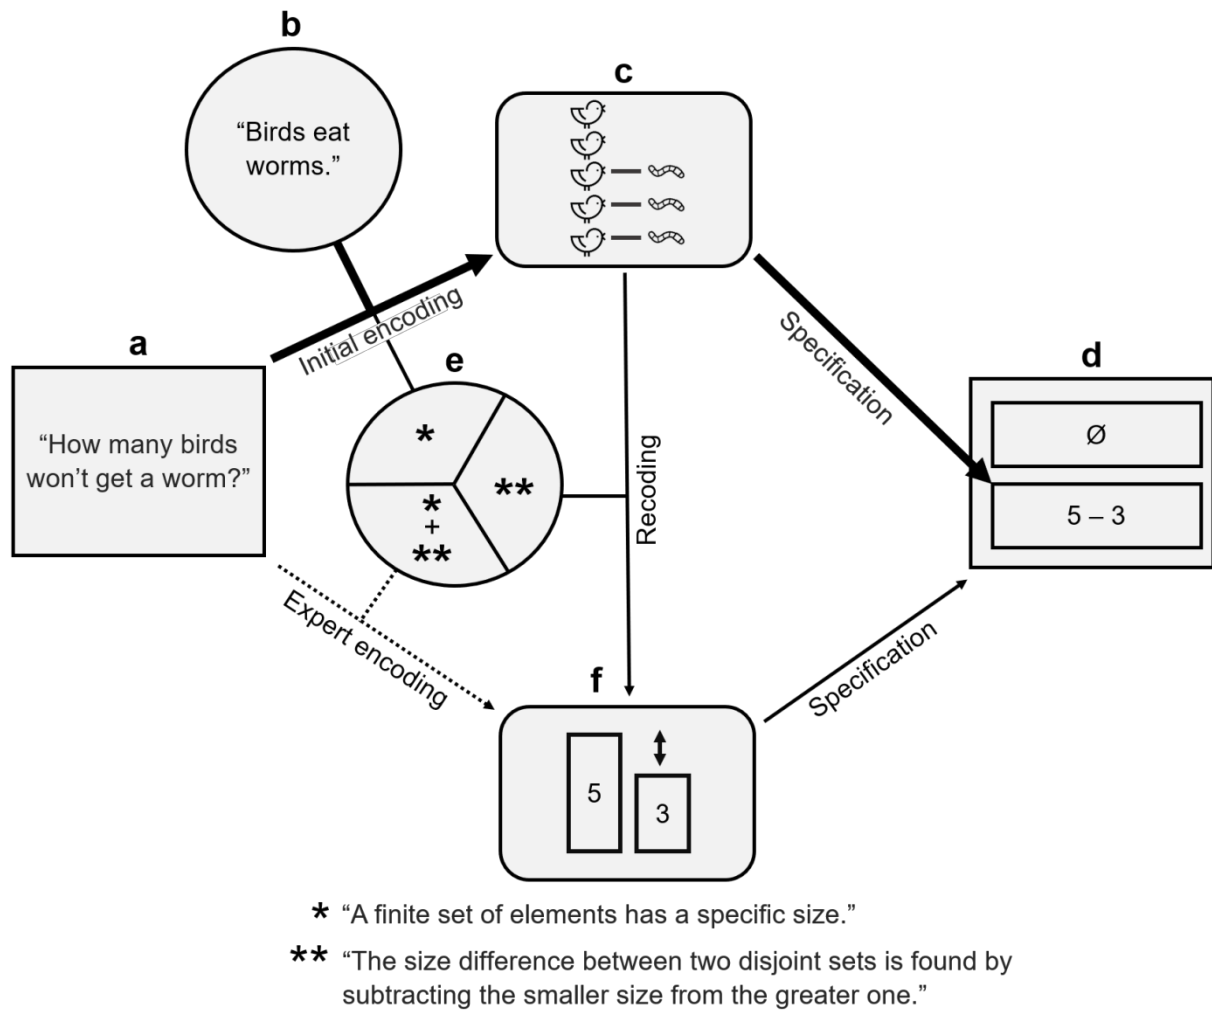 b
“Birds eat
worms.”
c
Initial encoding
a
“How many birds
won’t get a worm?”
e
*
**
*
+
**
Recoding
Specification
d
Ø
5 – 3
Expert encoding
Specification
f
5
3
* “A finite set of elements has a specific size.”
** “The size difference between two disjoint sets is found by
subtracting the smaller size from the greater one.”